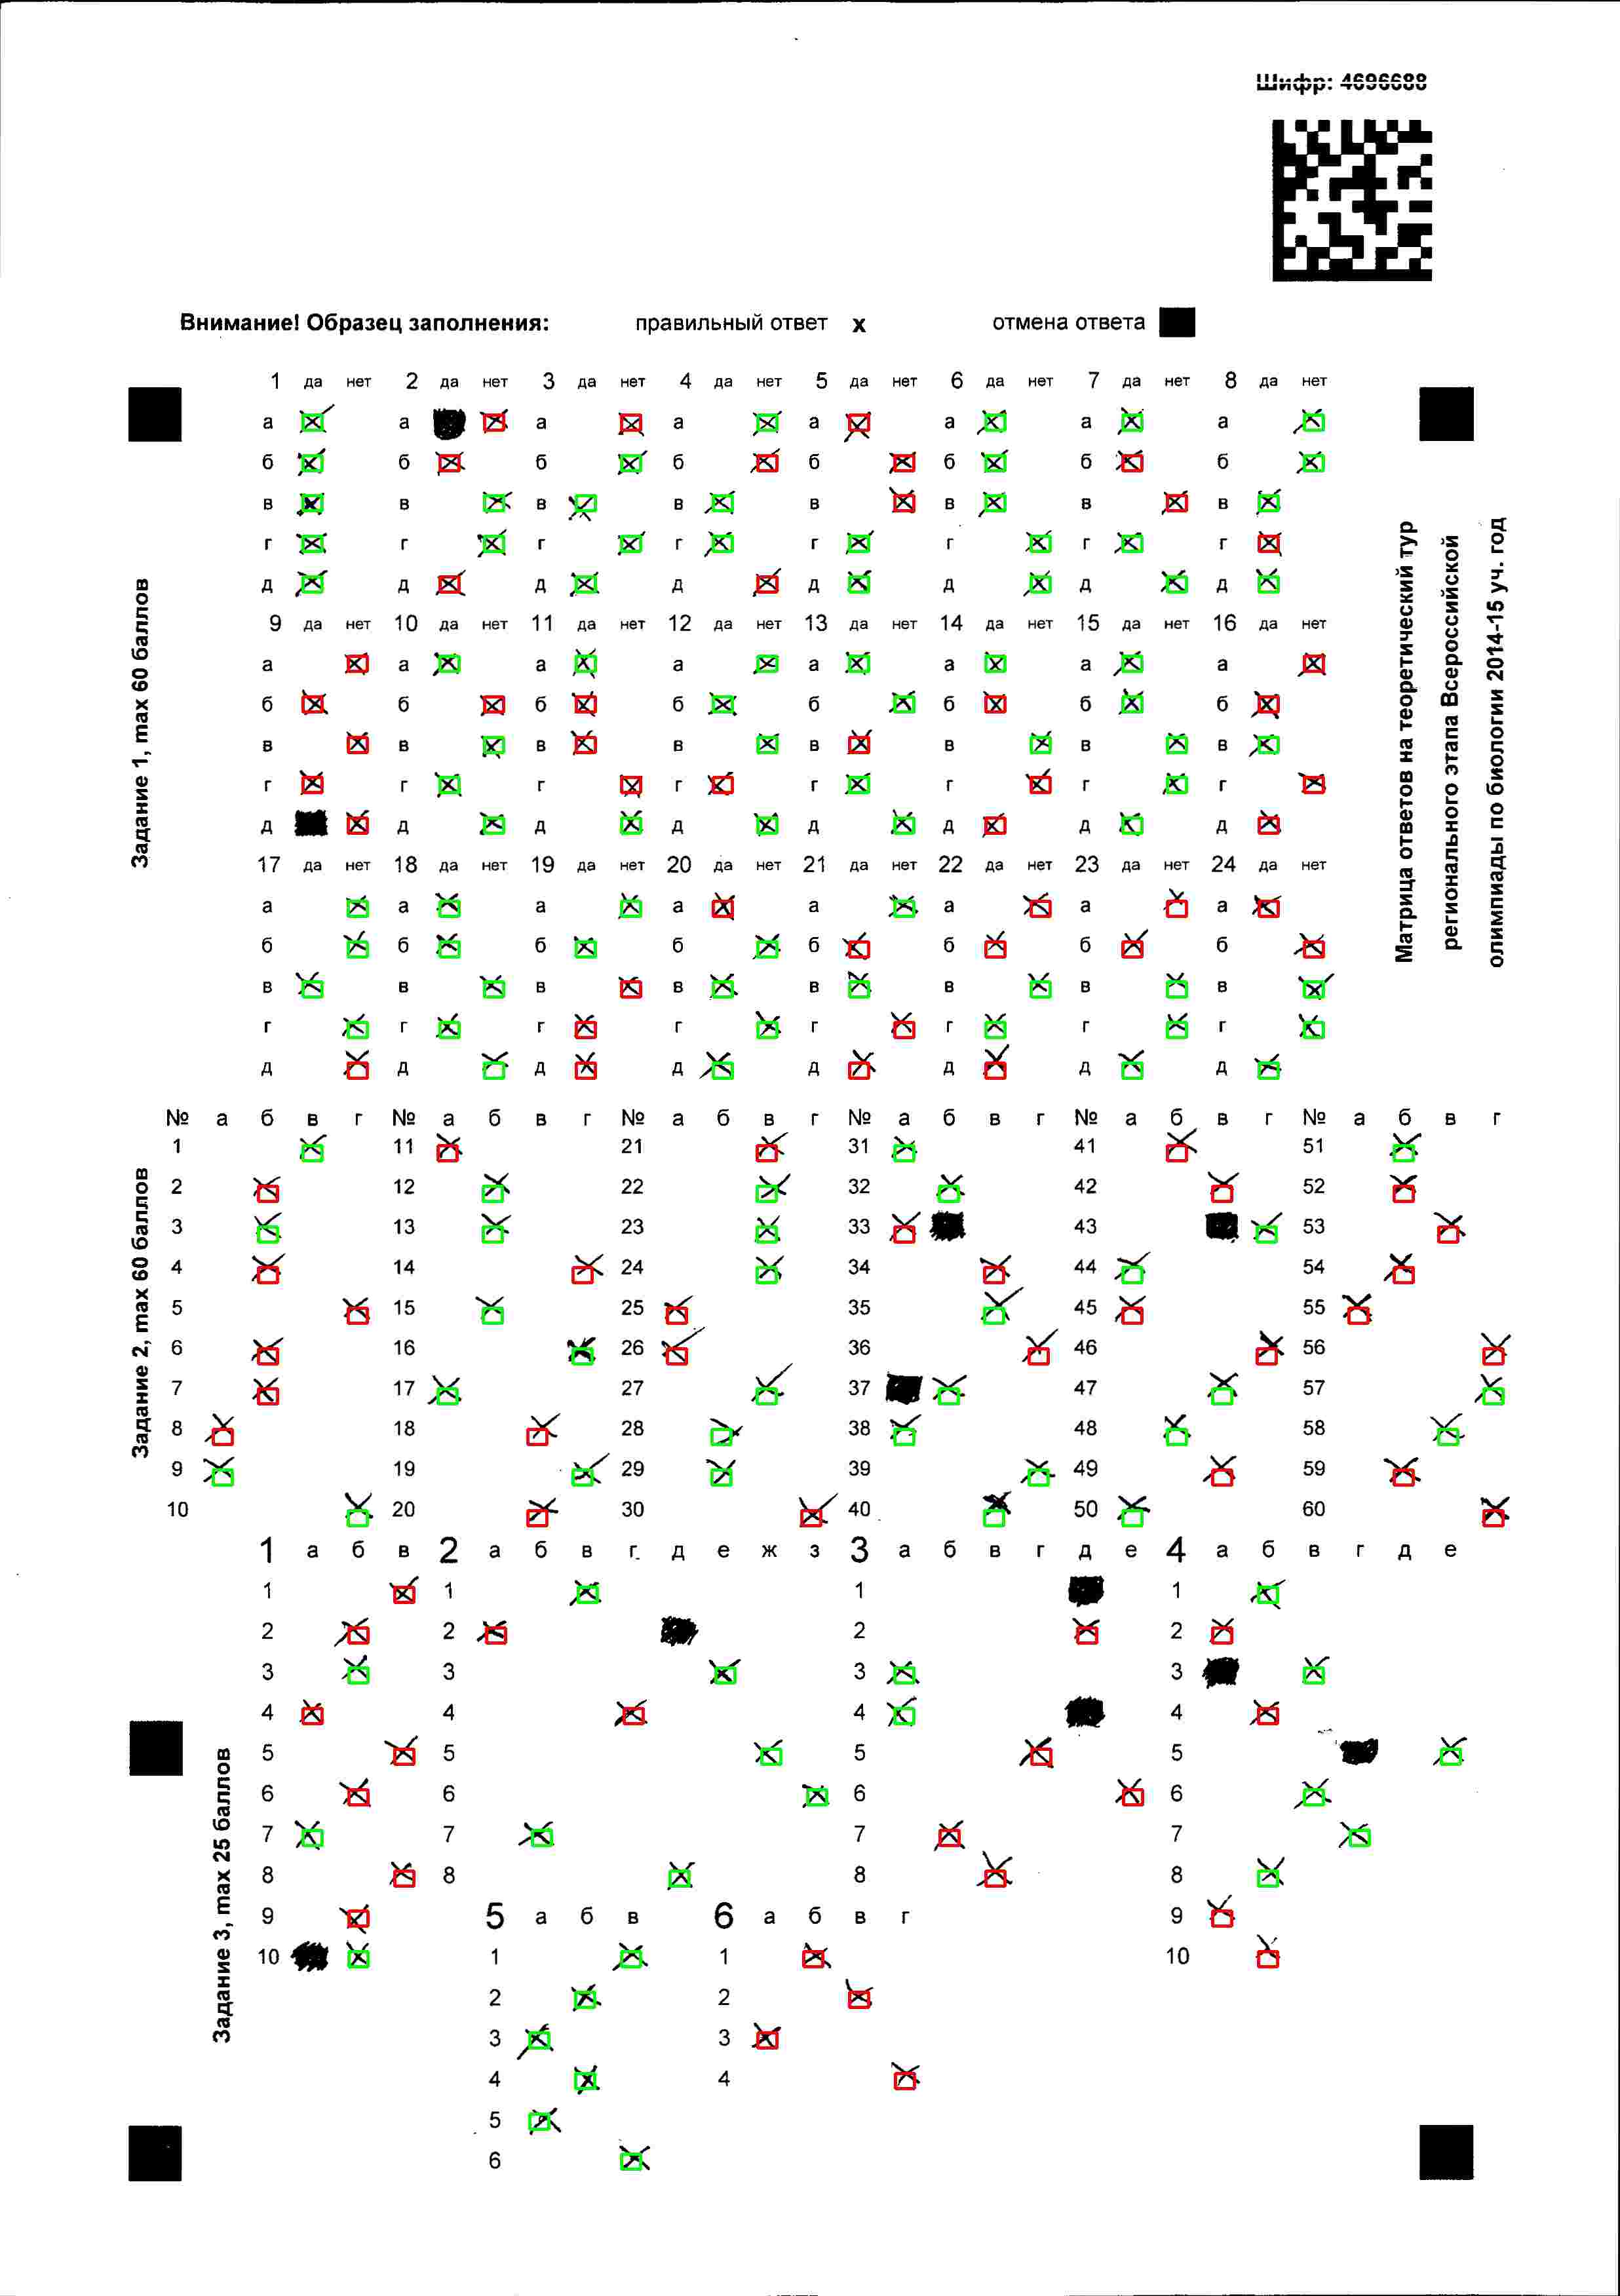 Шифр: 4696688
Внимание! Образец заполнения: правильный ответ х отмена ответа
1 да нет 2 да нет 3 да нет 4 да нет 5 да нет 6 да нет 7 да нет 8 да нет
а а а а а а а а
б б б б б б б б
в в в в в в в в
г г г г г г г г
д д д д д д д д
9 да нет 10 да нет 11 да нет 12 да нет 13 да нет 14 да нет 15 да нет 16 да нет
а а а а а а а а
б б б б б б б б
в в в в в в в в
г г г г г г г г
д д д д д д д д
17 да нет 18 да нет 19 да нет 20 да нет 21 да нет 22 да нет 23 да нет 24 да нет
а а а а а а а а
б б б б б б б б
в в в в в в в в
г г г г г г г г
д д д д д д д д
Задание 1, max 60 баллов
Матрица ответов на теоретический тур
регионального этапа Всероссийской
олимпиады по биологии 2014-15 уч. год
№ а б в г № а б в г № а б в г № а б в г № а б в г № а б в г
1 11 21 31 41 51
2 12 22 32 42 52
3 13 23 33 43 53
4 14 24 34 44 54
5 15 25 35 45 55
6 16 26 36 46 56
7 17 27 37 47 57
8 18 28 38 48 58
9 19 29 39 49 59
10 20 30 40 50 60
Задание 2, max 60 баллов
1 а б в 2 а б в г д е ж з 3 а б в г д е 4 а б в г д е
1 1 1 1
2 2 2 2
3 3 3 3
4 4 4 4
5 5 5 5
6 6 6 6
7 7 7 7
8 8 8 8
9 5 а б в 6 а б в г 9
10 1 1 10
2 2
3 3
4 4
5
6
Задание 3, max 25 баллов